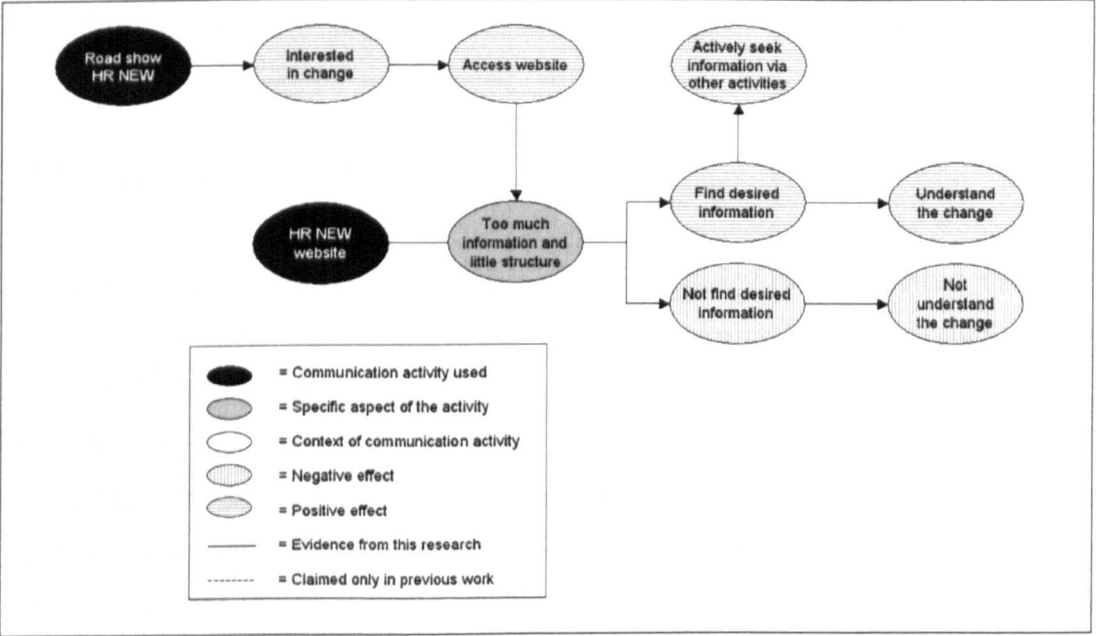 Road show
HR NEW
Interested
in change
Access website
Actively seek
information via
other activities
HR NEW
website
Too much
information and
little structure
Find desired
information
Understand
the change
Not find desired
information
Not
understand
the change
= Communication activity used
= Specific aspect of the activity
= Context of communication activity
= Negative effect
= Positive effect
= Evidence from this research
= Claimed only in previous work